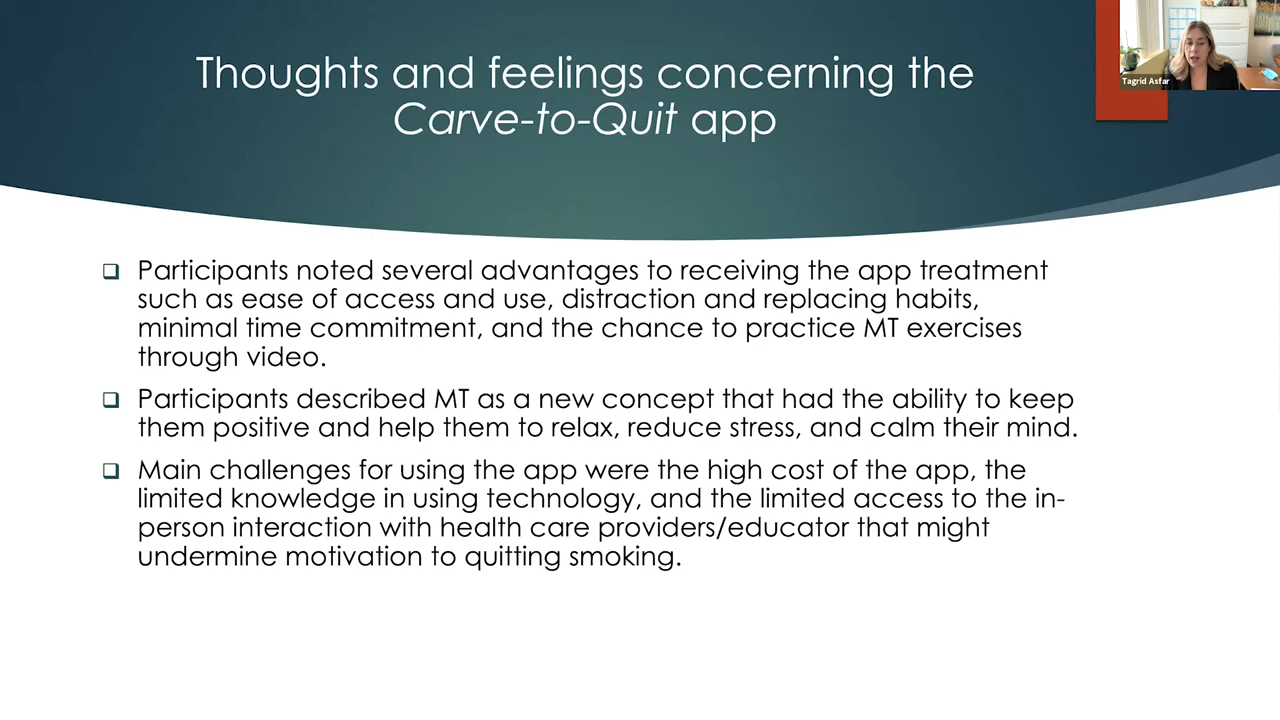 Thoughts and feelings concerning the
Carve-to-Quit app
Tagrid Asfar
Participants noted several advantages to receiving the app treatment
such as ease of access and use, distraction and replacing habits,
minimal time commitment, and the chance to practice MT exercises
through video.
Participants described MT as a new concept that had the ability to keep
them positive and help them to relax, reduce stress, and calm their mind.
Main challenges for using the app were the high cost of the app, the
limited knowledge in using technology, and the limited access to the in-
person interaction with health care providers/educator that might
undermine motivation to quitting smoking.